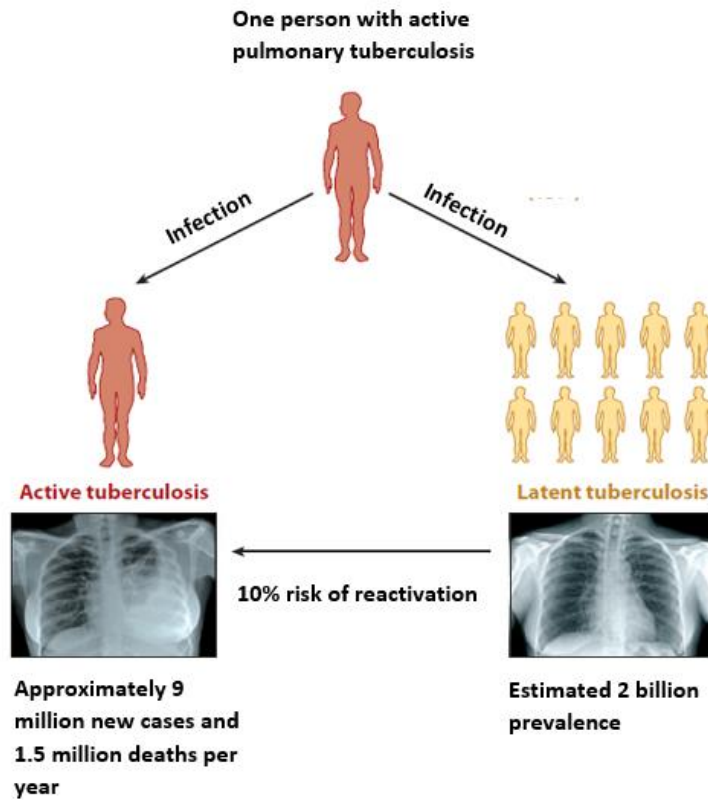 One person with active
pulmonary tuberculosis
Infection
Infection
Active tuberculosis
Latent tuberculosis
10% risk of reactivation
Approximately 9
million new cases and
1.5 million deaths per
year
Estimated 2 billion
prevalence